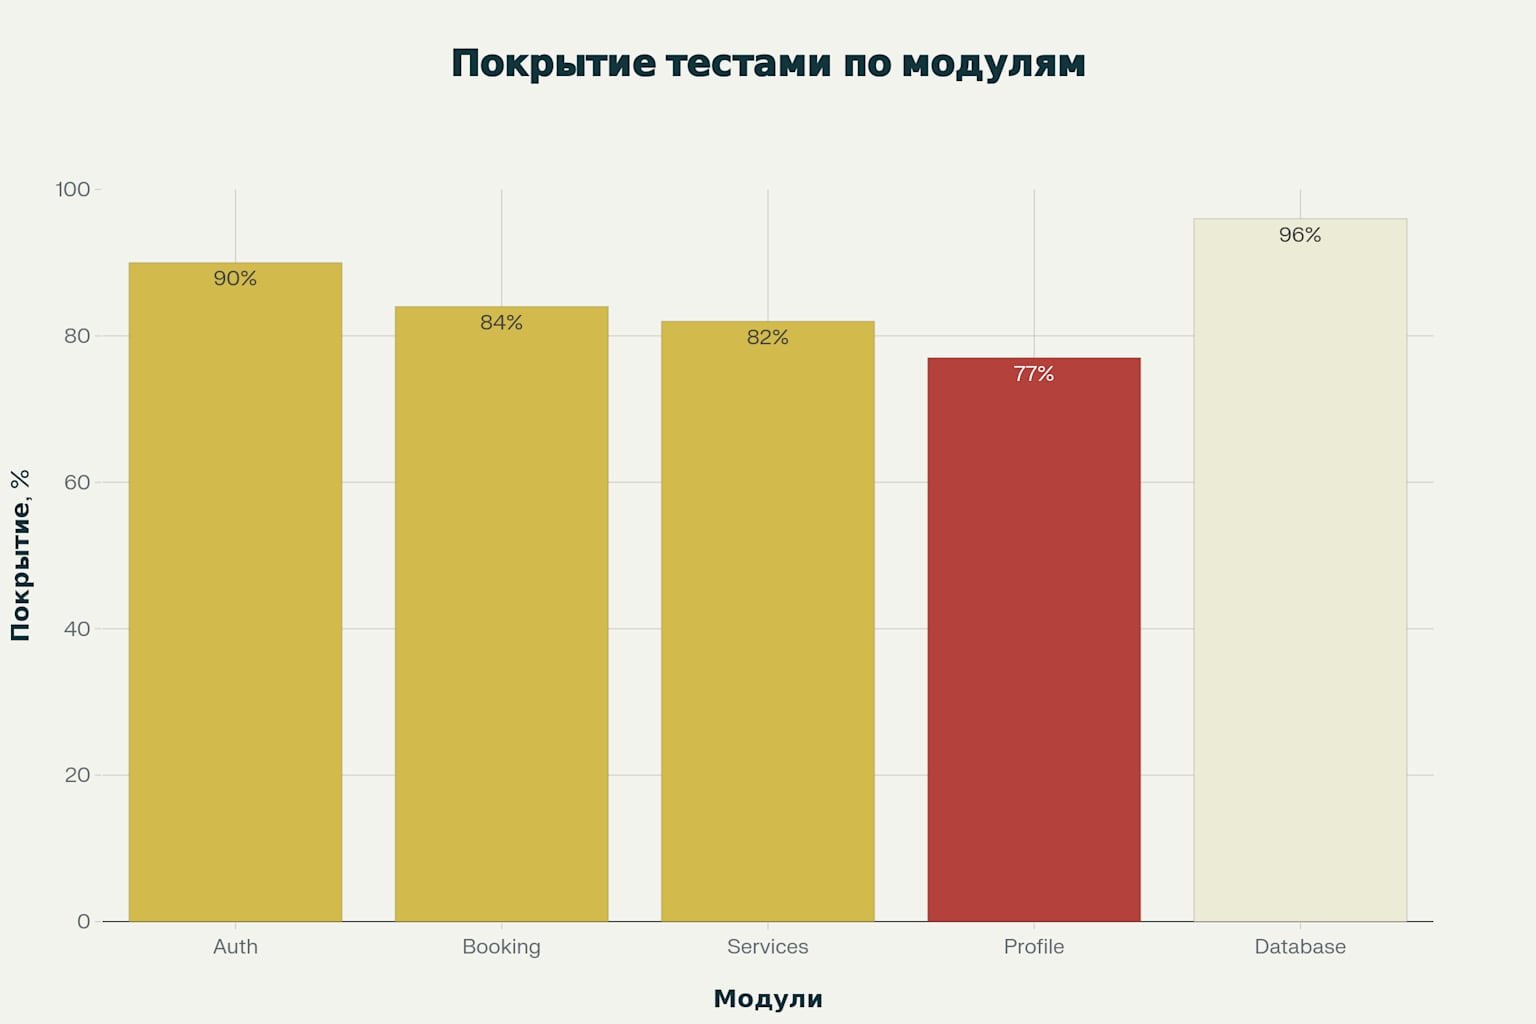 Покрытие тестами по модулям
100
80
60
40
20
0
Покрытие, %
90%
84%
82%
77%
96%
Auth
Booking
Services
Profile
Database
Модули